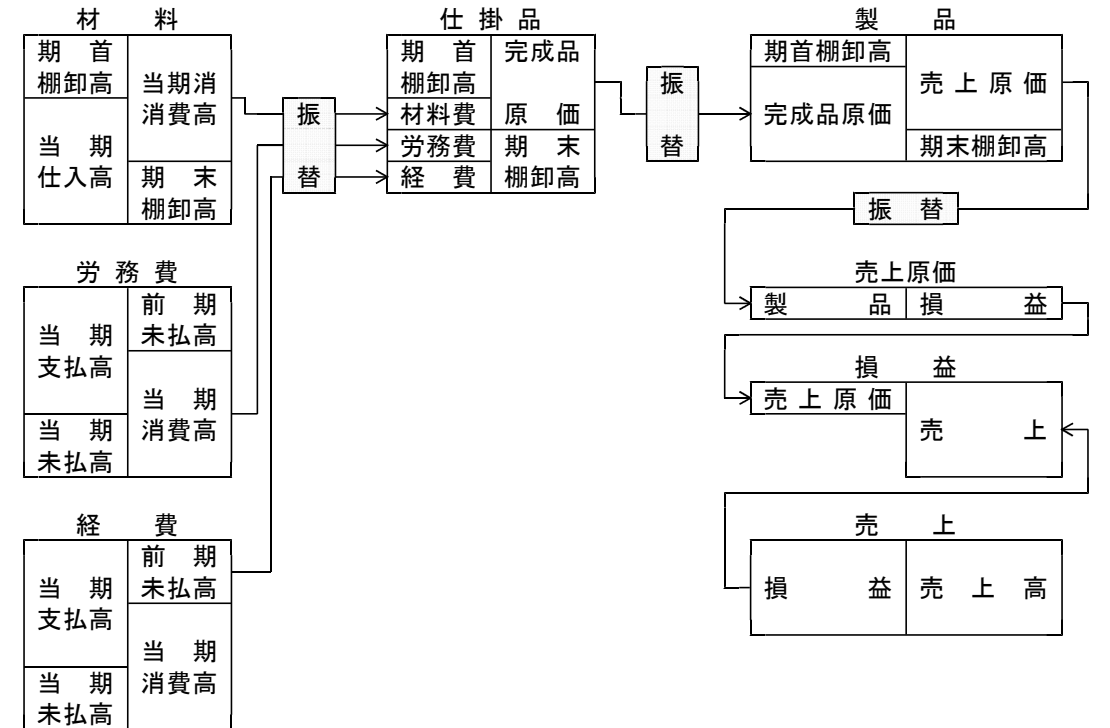 材　料
期　首
棚卸高
当期消
消費高
当　期
仕入高
期　末
棚卸高
労 務 費
前　期
未払高
当　期
支払高
当　期
消費高
当　期
未払高
経　費
前　期
未払高
当　期
支払高
当　期
消費高
当　期
未払高
振
替
仕 掛 品
期　首
棚卸高
材料費
労務費
経　費
完成品
原　価
期　末
棚卸高
振
替
製　品
期首棚卸高
完成品原価
売 上 原 価
期末棚卸高
振　替
売上原価
製　品
損　益
損　益
売 上 原 価
売　上
売　上
損　益
売 上 高